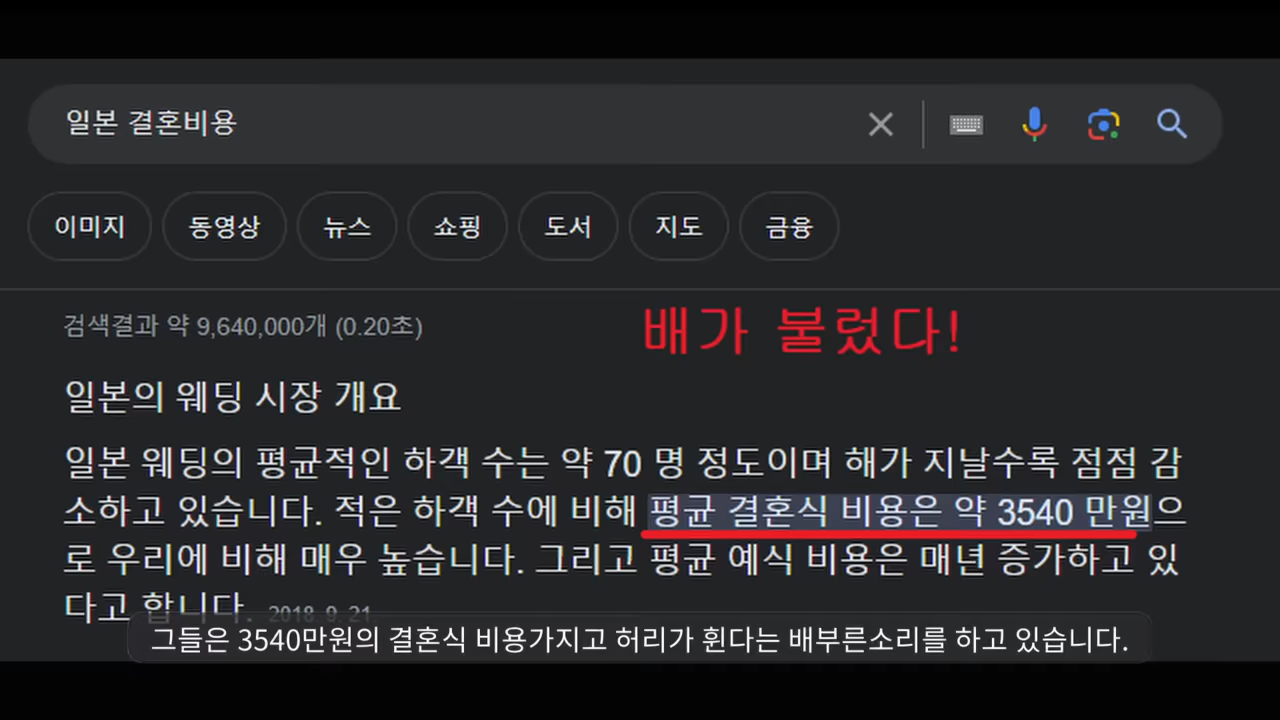 일본 결혼비용
이미지 동영상 뉴스 쇼핑 도서 지도 금융
검색결과 약 9,640,000개 (0.20초)
배가 불렀다!
일본의 웨딩 시장 개요
일본 웨딩의 평균적인 하객 수는 약 70 명 정도이며 해가 지날수록 점점 감
소하고 있습니다. 적은 하객 수에 비해 평균 결혼식 비용은 약 3540 만원으
로 우리에 비해 매우 높습니다. 그리고 평균 예식 비용은 매년 증가하고 있
다고 합니다. 2018. 9. 21.
그들은 3540만원의 결혼식 비용가지고 허리가 휜다는 배부른소리를 하고 있습니다.